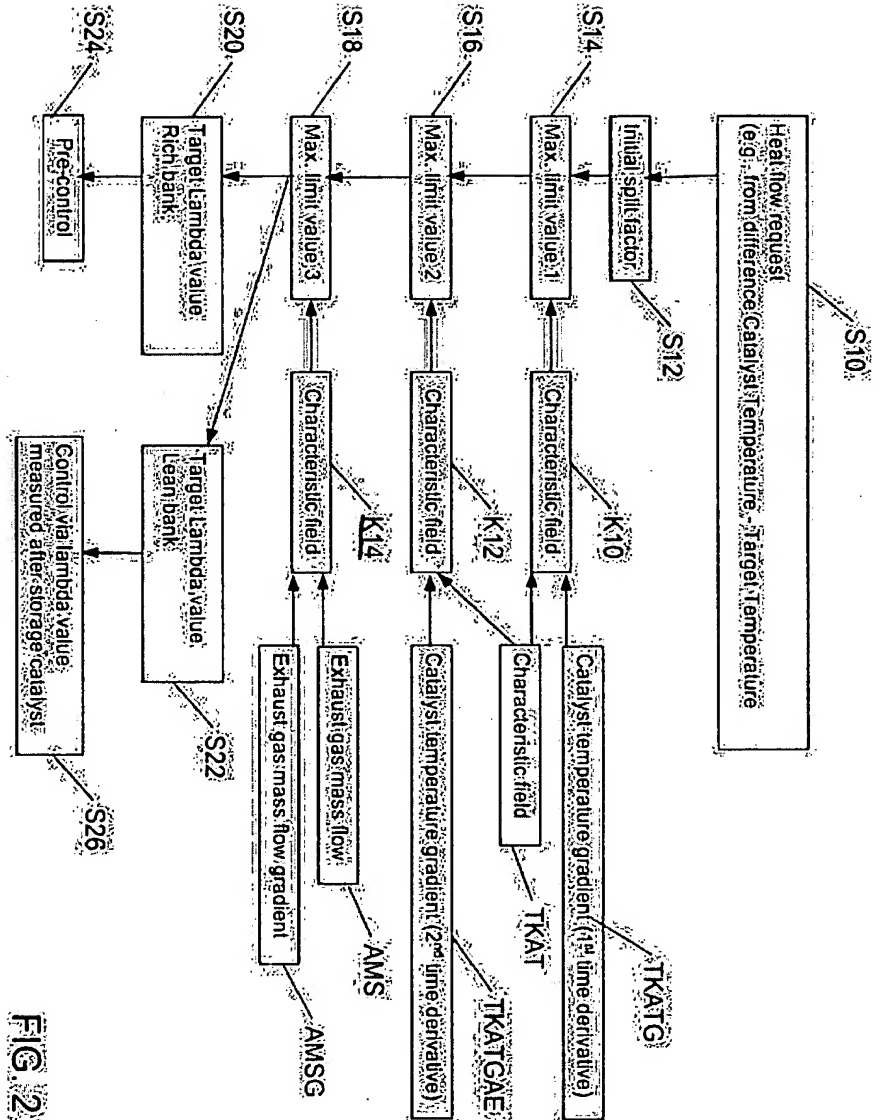 S10
Heat flow request
(e.g., from difference Catalyst Temperature - Target Temperature
Initial split factor
S12
S14
Max. limit value 1
Characteristic field
K10
Catalyst temperature gradient (1st time derivative)
TKATG
Characteristic field
TKAT
S16
Max. limit value 2
Characteristic field
K12
Catalyst temperature gradient (2nd time derivative)
TKATGAE
S18
Max. limit value 3
Characteristic field
K14
Exhaust gas mass flow
AMS
Exhaust gas mass flow gradient
AMSG
S20
Target Lambda value
Rich bank
Target Lambda value
Lean bank
S22
S24
Pre-control
Control via lambda value
measured after storage catalyst
S26
FIG. 2